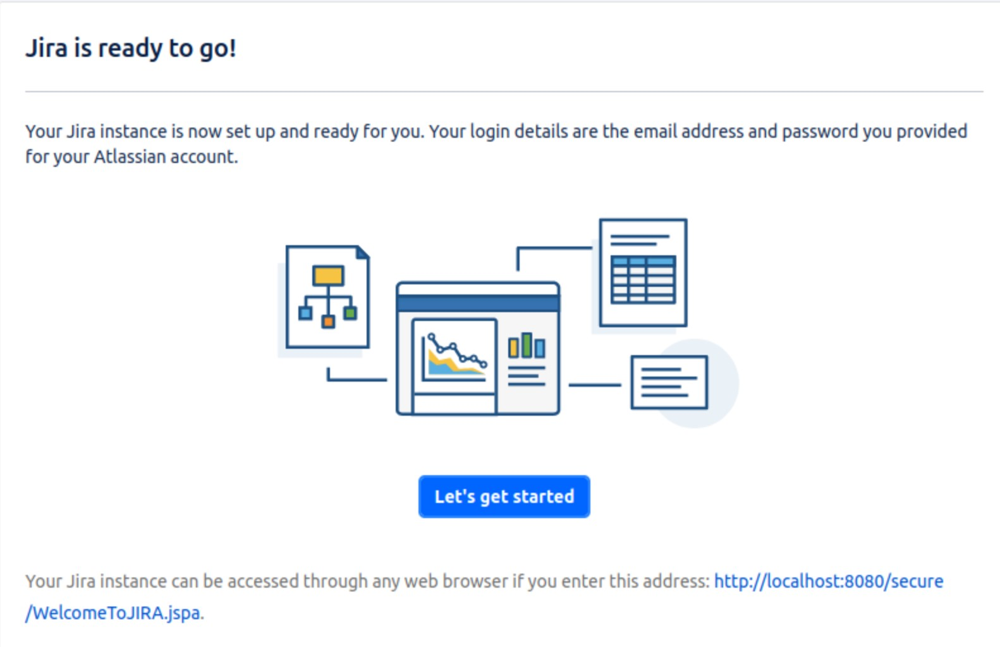 Jira is ready to go!
Your Jira instance is now set up and ready for you. Your login details are the email address and password you provided
for your Atlassian account.
Let's get started
Your Jira instance can be accessed through any web browser if you enter this address: http://localhost:8080/secure
/WelcomeToJIRA.jspa.